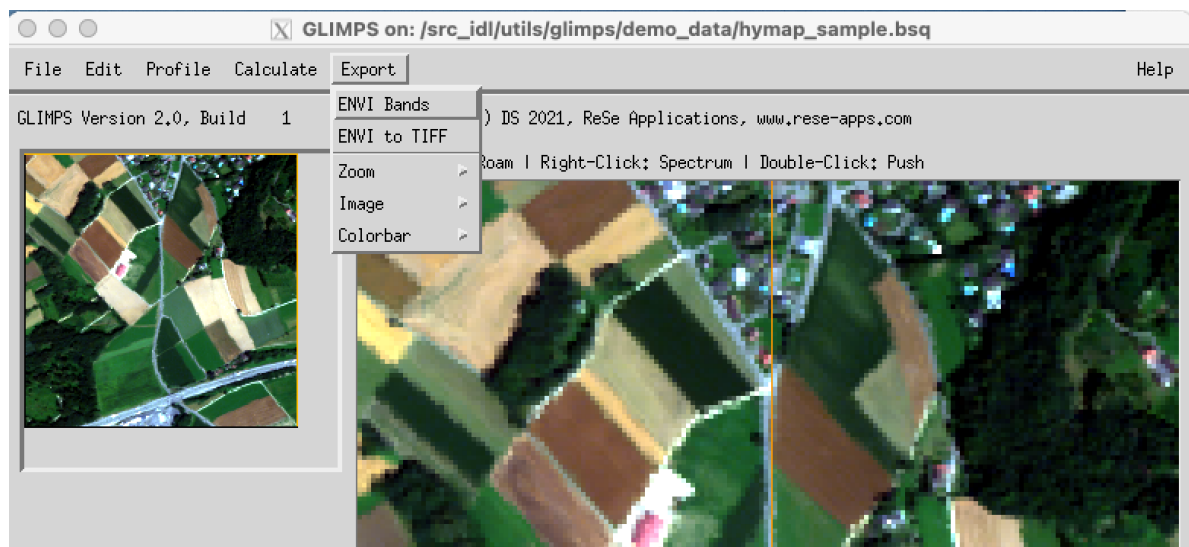 GLIMPS on: /src_idl/utils/glimps/demo_data/hymap_sample.bsq
File Edit Profile Calculate Export Help
GLIMPS Version 2.0, Build 1 ) DS 2021, ReSe Applications, www.rese-apps.com
ENVI Bands
ENVI to TIFF
Roam | Right-Click: Spectrum | Double-Click: Push
Zoom
Image
Colorbar